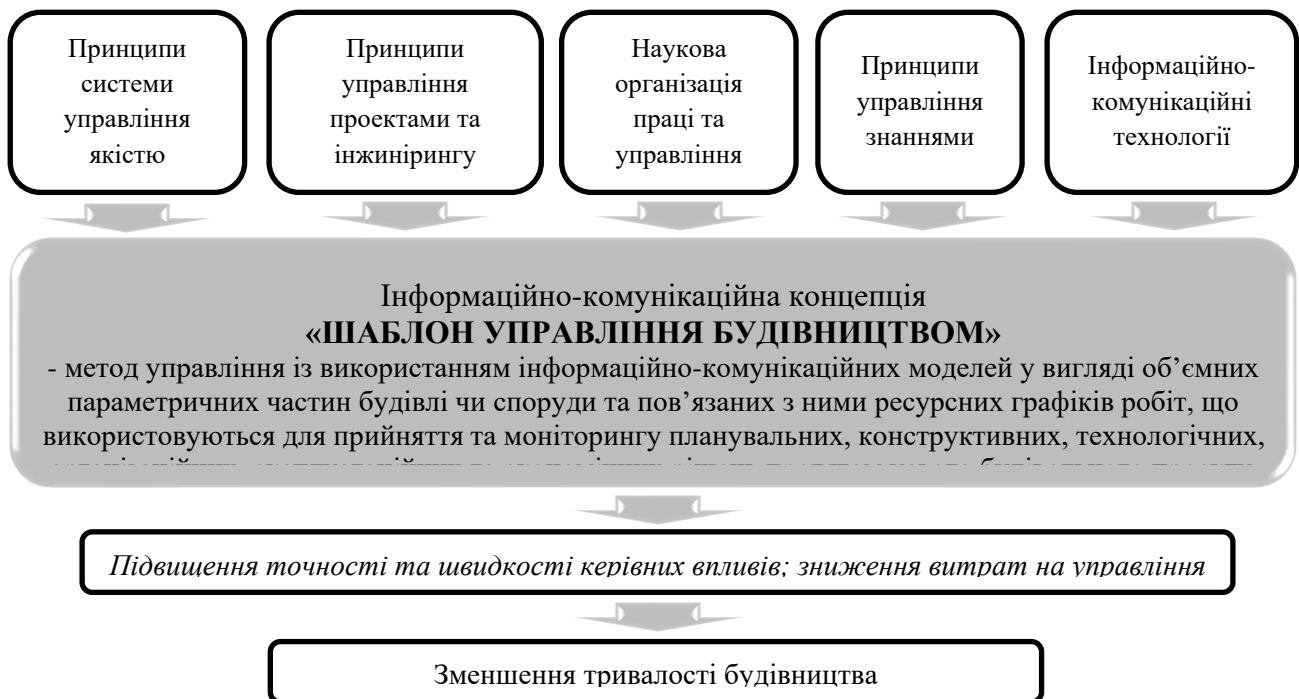 Принципи
системи
управління
якістю
Принципи
управління
проектами та
інжинірингу
Наукова
організація
праці та
управління
Принципи
управління
знаннями
Інформаційно-
комунікаційні
технології
Інформаційно-комунікаційна концепція
«ШАБЛОН УПРАВЛІННЯ БУДІВНИЦТВОМ»
- метод управління із використанням інформаційно-комунікаційних моделей у вигляді об’ємних
параметричних частин будівлі чи споруди та пов’язаних з ними ресурсних графіків робіт, що
використовуються для прийняття та моніторингу планувальних, конструктивних, технологічних,
Підвищення точності та швидкості керівних впливів; зниження витрат на управління
Зменшення тривалості будівництва